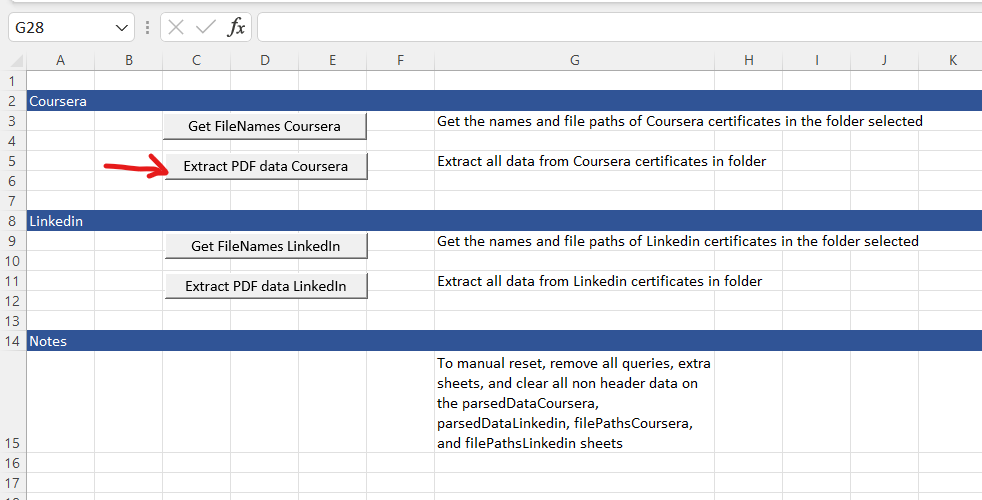 G28 fx
A B C D E F G H I J K
1
2 Coursera
3 Get FileNames Coursera Get the names and file paths of Coursera certificates in the folder selected
4
5 Extract PDF data Coursera Extract all data from Coursera certificates in folder
6
7
8 Linkedin
9 Get FileNames LinkedIn Get the names and file paths of Linkedin certificates in the folder selected
10
11 Extract PDF data LinkedIn Extract all data from Linkedin certificates in folder
12
13
14 Notes
To manual reset, remove all queries, extra
sheets, and clear all non header data on
the parsedDataCoursera,
parsedDataLinkedin, filePathsCoursera,
15 and filePathsLinkedin sheets
16
17